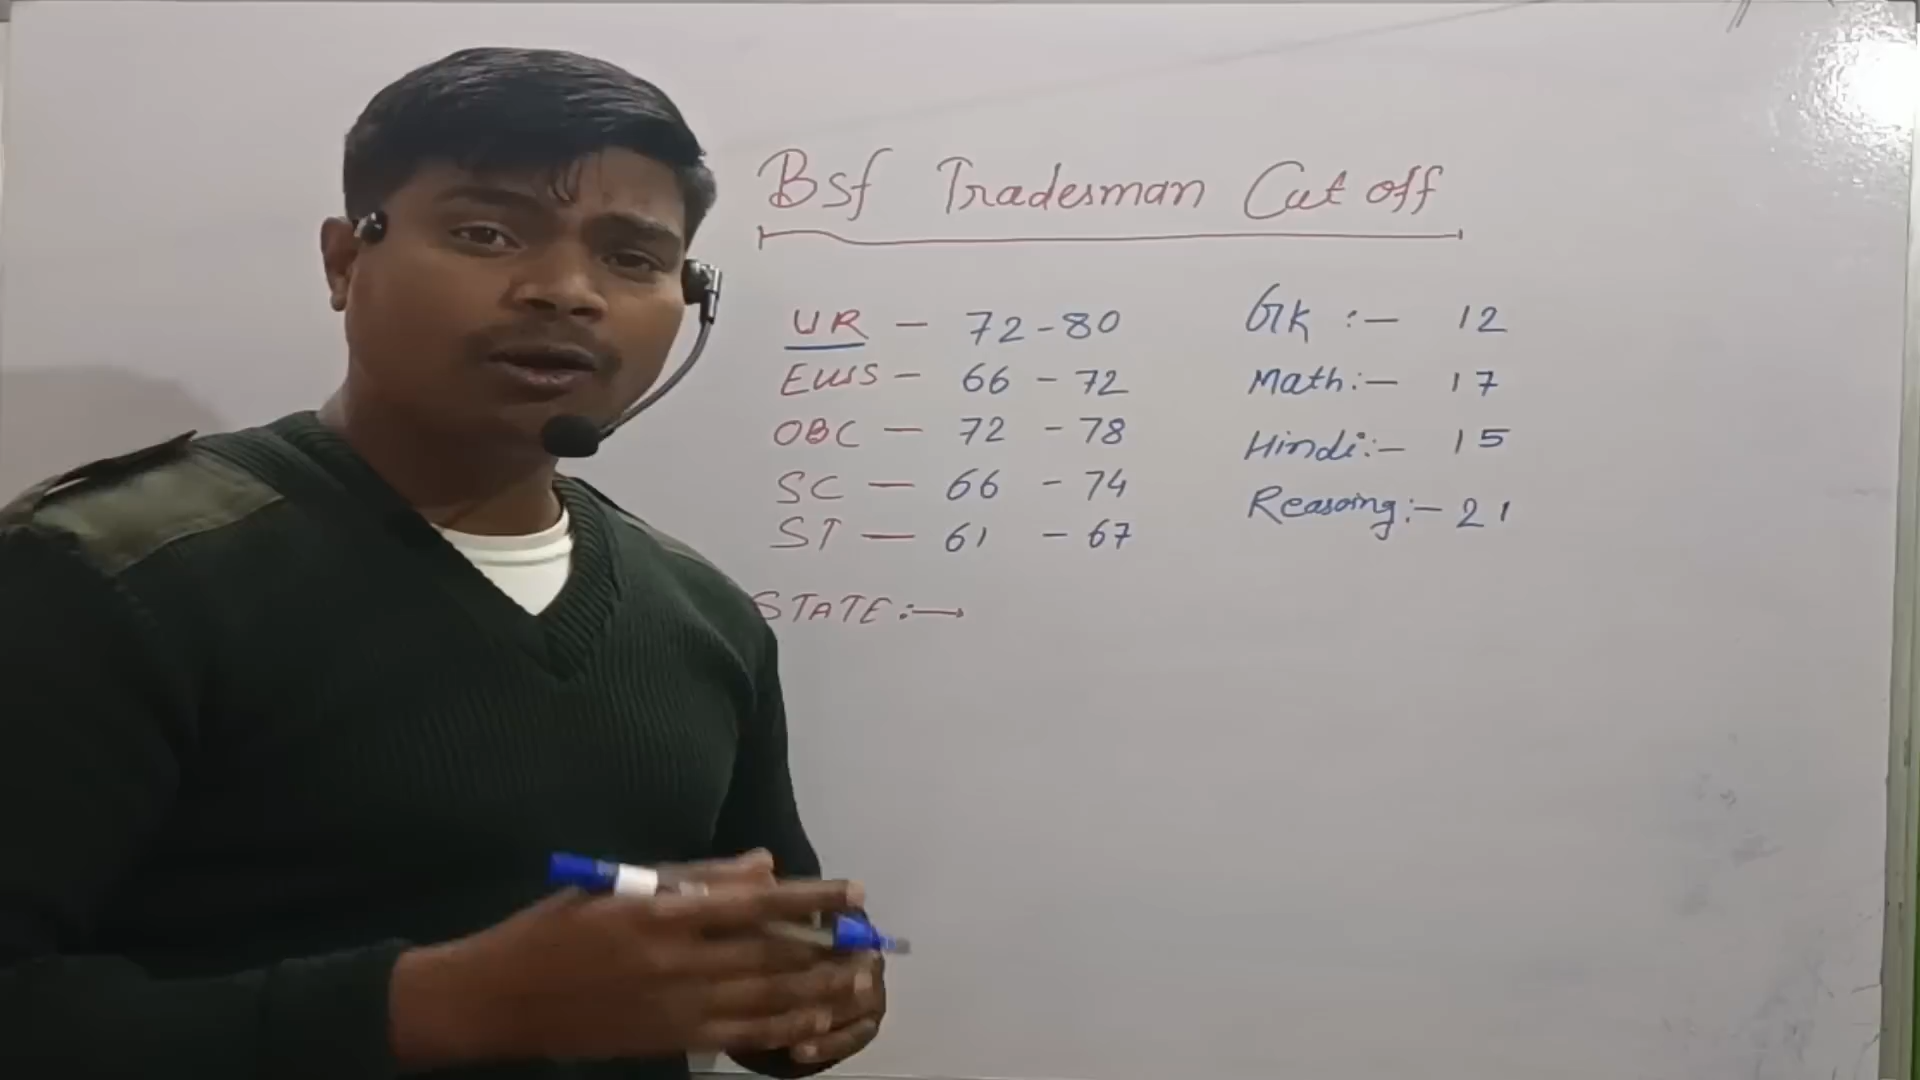 Bsf Tradesman Cut off
UR - 72-80
EWS - 66 - 72
OBC - 72 - 78
SC - 66 - 74
ST - 61 - 67
STATE :→
GK :- 12
Math:- 17
Hindi:- 15
Reasoing:- 21